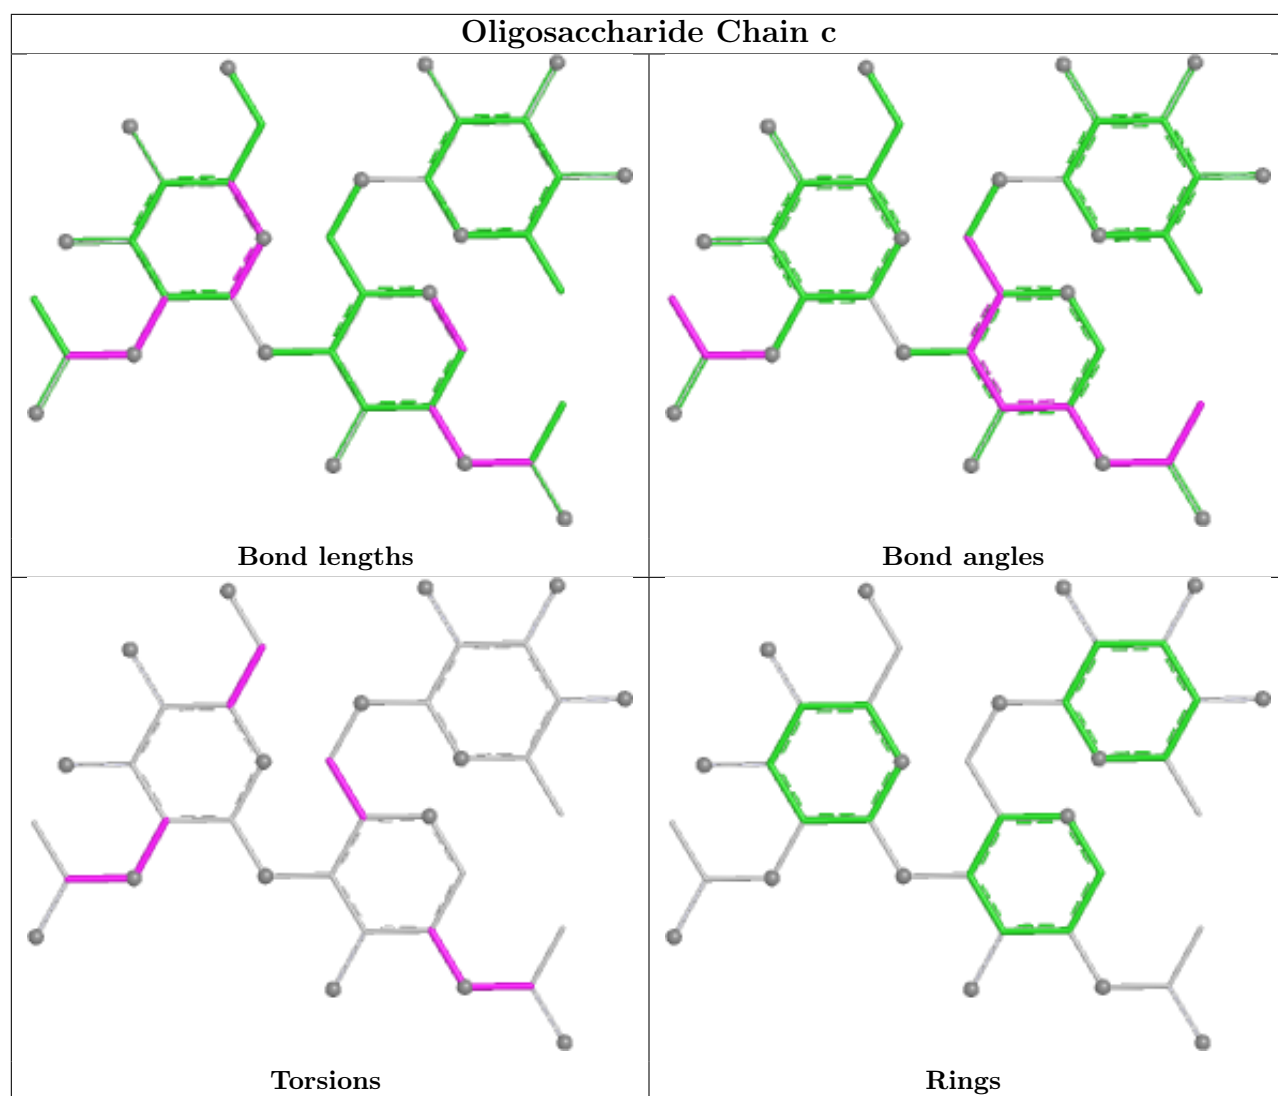 Oligosaccharide Chain c
Bond lengths
Bond angles
Torsions
Rings